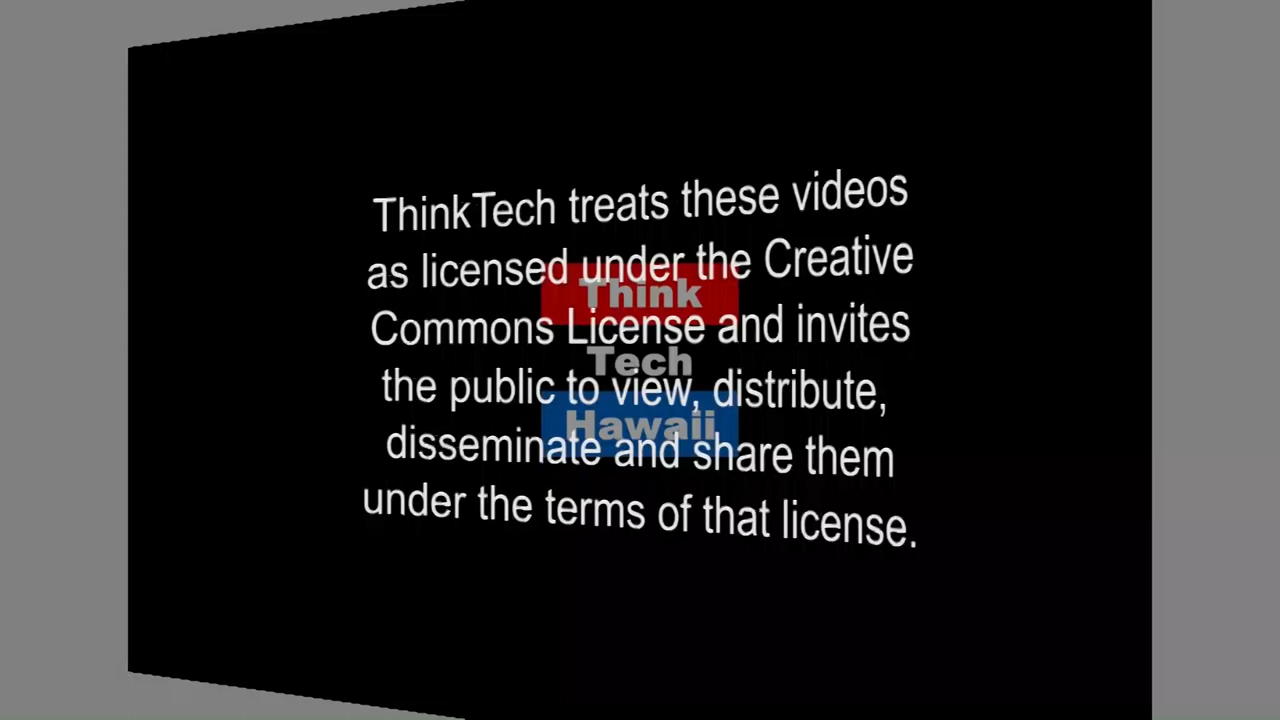 ThinkTech treats these videos
as licensed under the Creative
Think
Commons License and invites
Tech
the public to view, distribute,
Hawaii
disseminate and share them
under the terms of that license.